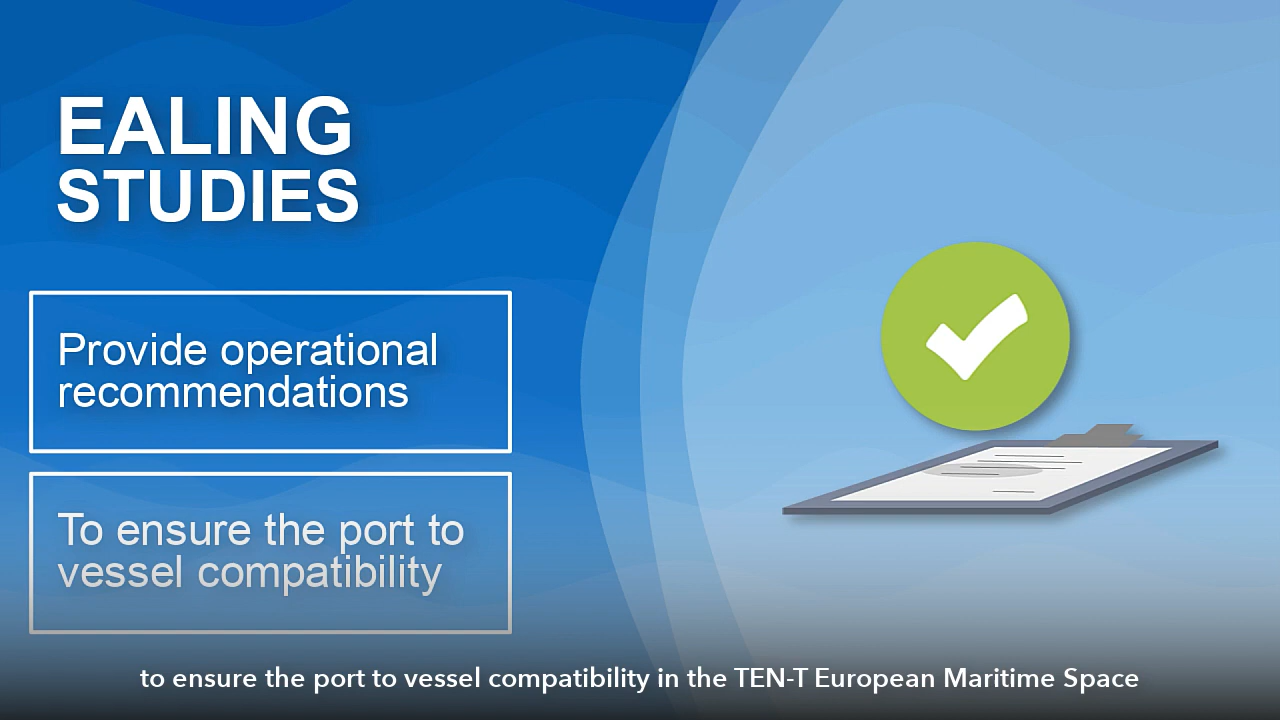 EALING
STUDIES
Provide operational
recommendations
To ensure the port to
vessel compatibility
to ensure the port to vessel compatibility in the TEN-T European Maritime Space